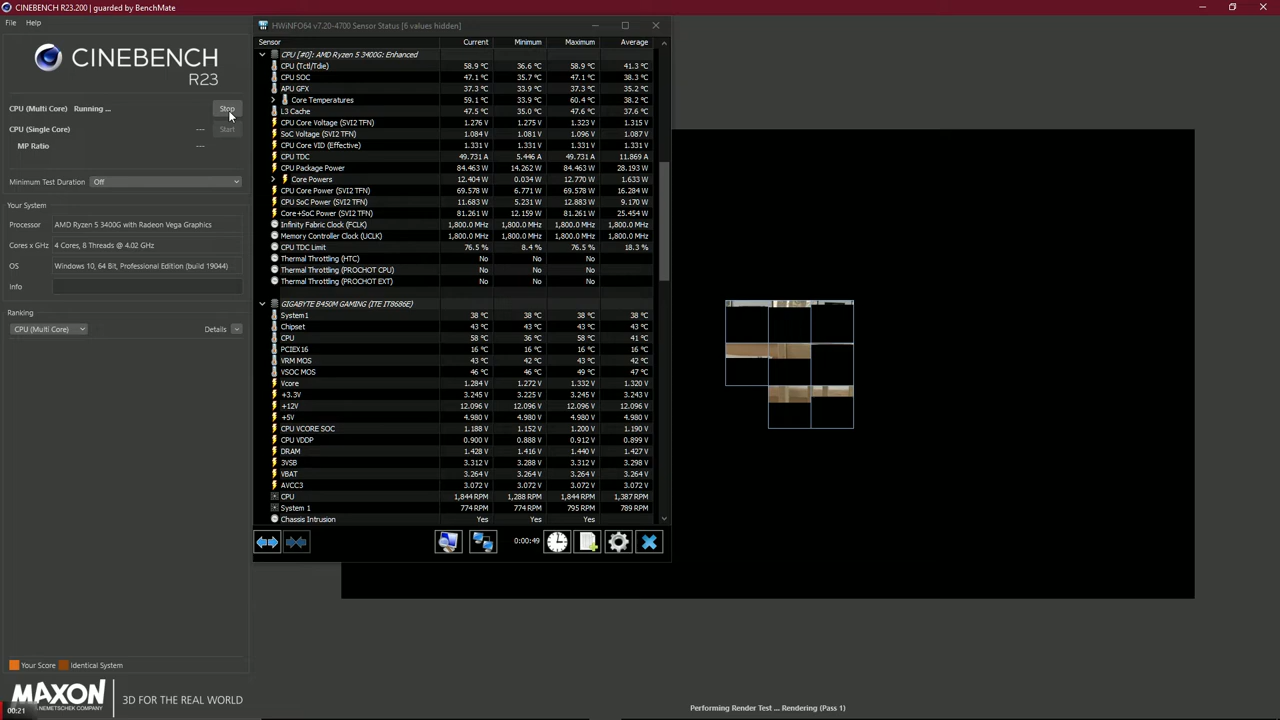 CINEBENCH R23.200 | guarded by BenchMate
File Help
CINEBENCH
R23
CPU (Multi Core) Running ... Stop
CPU (Single Core) --- Start
MP Ratio ---
Minimum Test Duration Off
Your System
Processor AMD Ryzen 5 3400G with Radeon Vega Graphics
Cores x GHz 4 Cores, 8 Threads @ 4.02 GHz
OS Windows 10, 64 Bit, Professional Edition (build 19044)
Info
Ranking
CPU (Multi Core) Details
Your Score Identical System
MAXON
A NEMETSCHEK COMPANY
3D FOR THE REAL WORLD
00:21
HWiNFO64 v7.20-4700 Sensor Status [6 values hidden]
Sensor Current Minimum Maximum Average
CPU [#0]: AMD Ryzen 5 3400G: Enhanced
CPU (Tctl/Tdie) 58.9 °C 36.6 °C 58.9 °C 41.3 °C
CPU SOC 47.1 °C 35.7 °C 47.1 °C 38.3 °C
APU GFX 37.3 °C 33.9 °C 37.3 °C 35.2 °C
Core Temperatures 59.1 °C 33.9 °C 60.4 °C 38.2 °C
L3 Cache 47.5 °C 34.8 °C 47.6 °C 37.6 °C
CPU Core Voltage (SVI2 TFN) 1.276 V 1.275 V 1.323 V 1.315 V
SoC Voltage (SVI2 TFN) 1.084 V 1.081 V 1.096 V 1.087 V
CPU Core VID (Effective) 1.331 V 1.331 V 1.331 V 1.331 V
CPU TDC 49.731 A 5.446 A 49.731 A 11.869 A
CPU Package Power 84.463 W 14.262 W 84.463 W 28.193 W
Core Powers 12.404 W 0.034 W 12.770 W 1.633 W
CPU Core Power (SVI2 TFN) 69.578 W 6.771 W 69.578 W 16.284 W
CPU SoC Power (SVI2 TFN) 11.683 W 5.231 W 12.883 W 9.170 W
Core+SoC Power (SVI2 TFN) 81.261 W 12.159 W 81.261 W 25.454 W
Infinity Fabric Clock (FCLK) 1,800.0 MHz 1,800.0 MHz 1,800.0 MHz 1,800.0 MHz
Memory Controller Clock (UCLK) 1,800.0 MHz 1,800.0 MHz 1,800.0 MHz 1,800.0 MHz
CPU TDC Limit 76.5 % 8.4 % 76.5 % 18.3 %
Thermal Throttling (HTC) No No No
Thermal Throttling (PROCHOT CPU) No No No
Thermal Throttling (PROCHOT EXT) No No No
GIGABYTE B450M GAMING (ITE IT8686E)
System1 38 °C 38 °C 38 °C 38 °C
Chipset 43 °C 43 °C 43 °C 43 °C
CPU 58 °C 36 °C 58 °C 41 °C
PCIEX16 16 °C 16 °C 16 °C 16 °C
VRM MOS 43 °C 42 °C 43 °C 42 °C
VSOC MOS 46 °C 46 °C 49 °C 47 °C
Vcore 1.284 V 1.272 V 1.332 V 1.320 V
+3.3V 3.245 V 3.225 V 3.245 V 3.243 V
+12V 12.096 V 12.096 V 12.096 V 12.096 V
+5V 4.980 V 4.980 V 4.980 V 4.980 V
CPU VCORE SOC 1.188 V 1.152 V 1.200 V 1.190 V
CPU VDDP 0.900 V 0.888 V 0.912 V 0.899 V
DRAM 1.428 V 1.416 V 1.440 V 1.427 V
3VSB 3.312 V 3.288 V 3.312 V 3.298 V
VBAT 3.264 V 3.264 V 3.264 V 3.264 V
AVCC3 3.072 V 3.072 V 3.072 V 3.072 V
CPU 1,844 RPM 1,288 RPM 1,844 RPM 1,387 RPM
System 1 774 RPM 774 RPM 795 RPM 789 RPM
Chassis Intrusion Yes Yes Yes Yes
0:00:49
Performing Render Test ... Rendering (Pass 1)